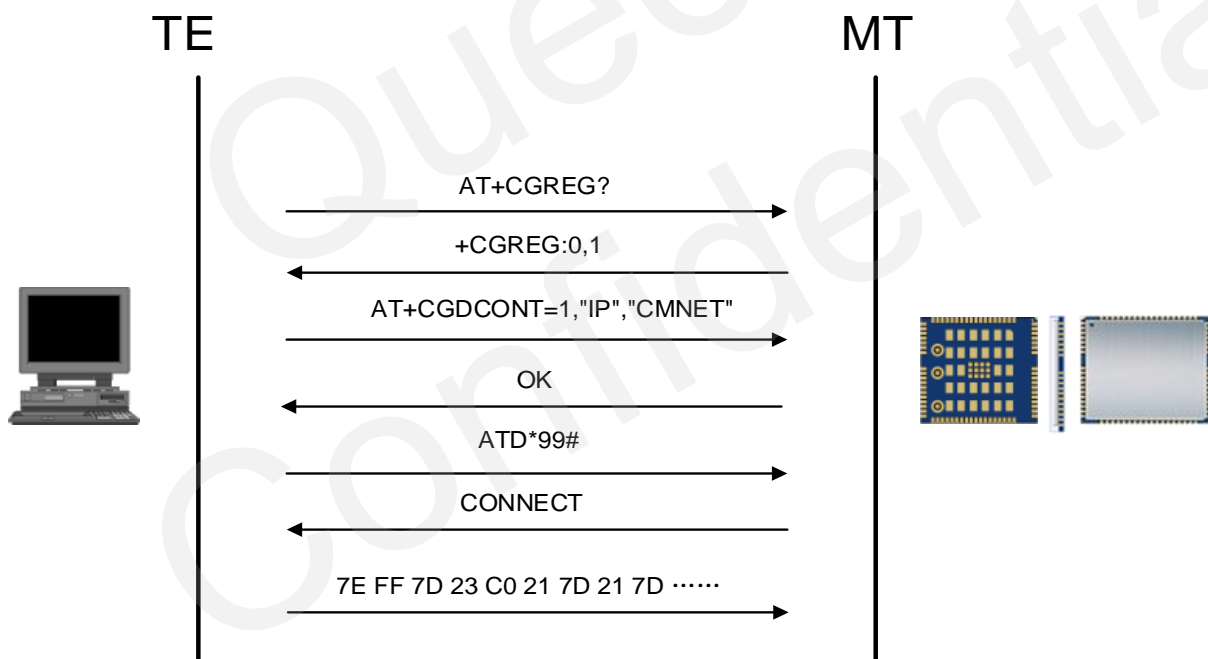 TE
MT
AT+CGREG?
+CGREG:0,1
AT+CGDCONT=1,"IP","CMNET"
OK
ATD*99#
CONNECT
7E FF 7D 23 C0 21 7D 21 7D ······
Confidential